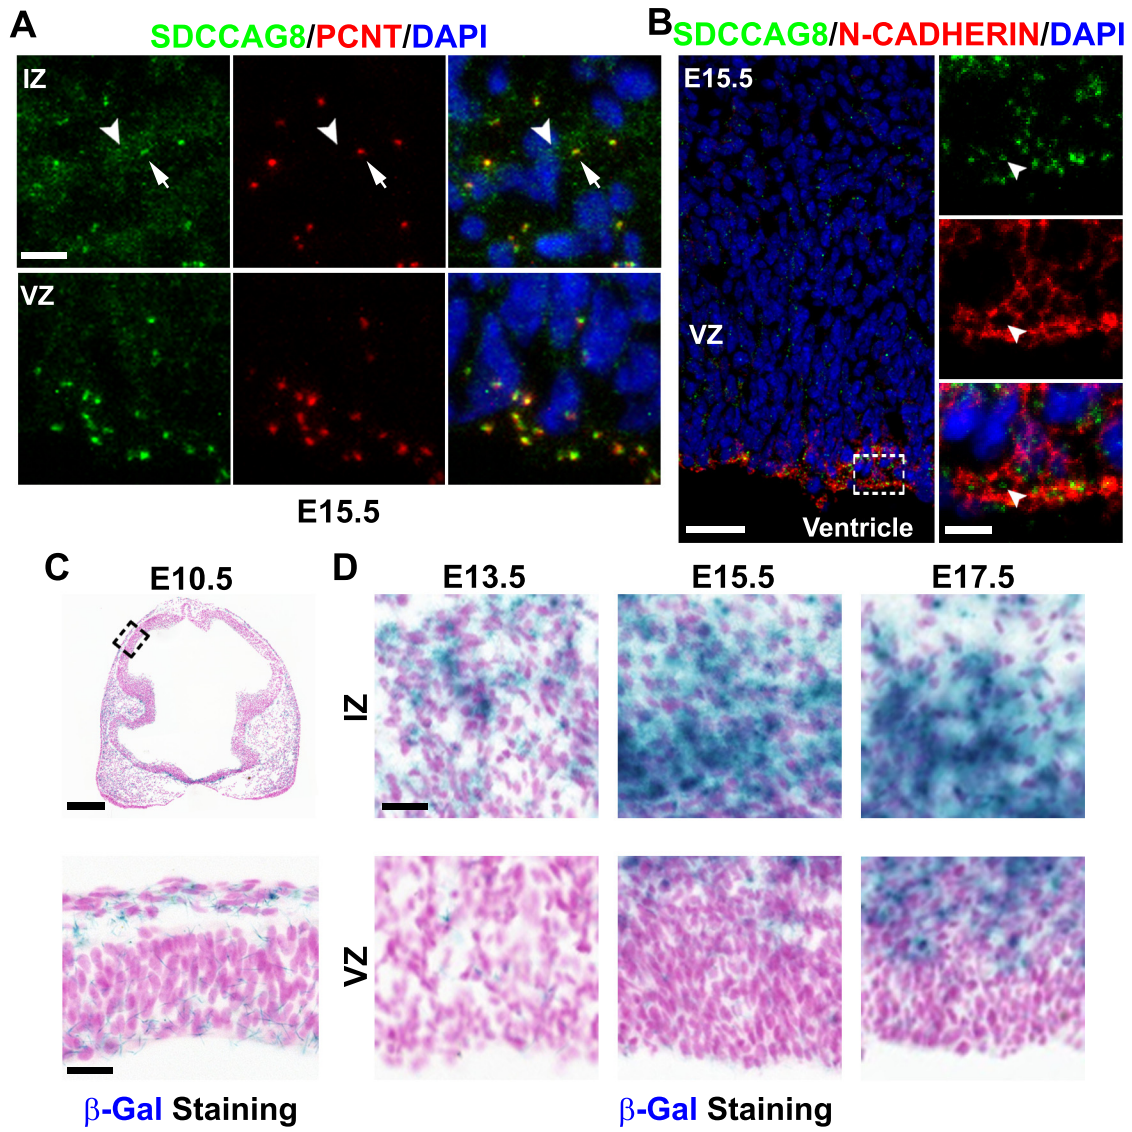 A
SDCCAG8/PCNT/DAPI
IZ
VZ
E15.5
B
SDCCAG8/N-CADHERIN/DAPI
E15.5
VZ
Ventricle
C
E10.5
β-Gal Staining
D
E13.5 E15.5 E17.5
IZ
VZ
β-Gal Staining